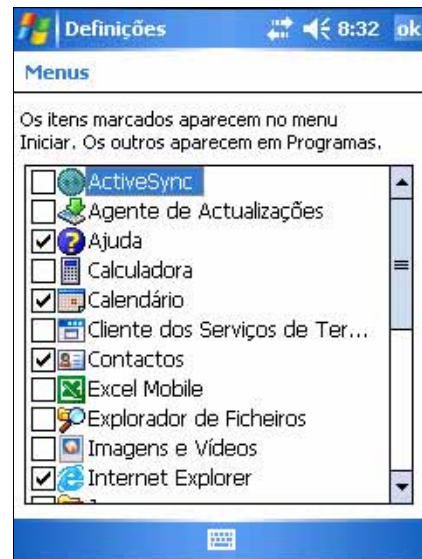 Definições 8:32 ok
Menus
Os itens marcados aparecem no menu
Iniciar. Os outros aparecem em Programas.
ActiveSync
Agente de Actualizações
Ajuda
Calculadora
Calendário
Cliente dos Serviços de Ter...
Contactos
Excel Mobile
Explorador de Ficheiros
Imagens e Vídeos
Internet Explorer